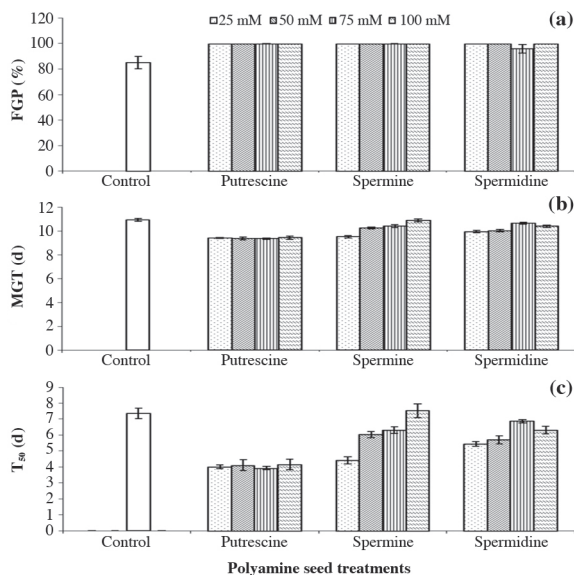 25 mM 50 mM 75 mM 100 mM
(a)
FGP (%)
120
100
80
60
40
20
0
Control Putrescine Spermine Spermidine
(b)
MGT (d)
12
10
8
6
4
2
0
Control Putrescine Spermine Spermidine
(c)
T50 (d)
9
8
7
6
5
4
3
2
1
0
Control Putrescine Spermine Spermidine
Polyamine seed treatments